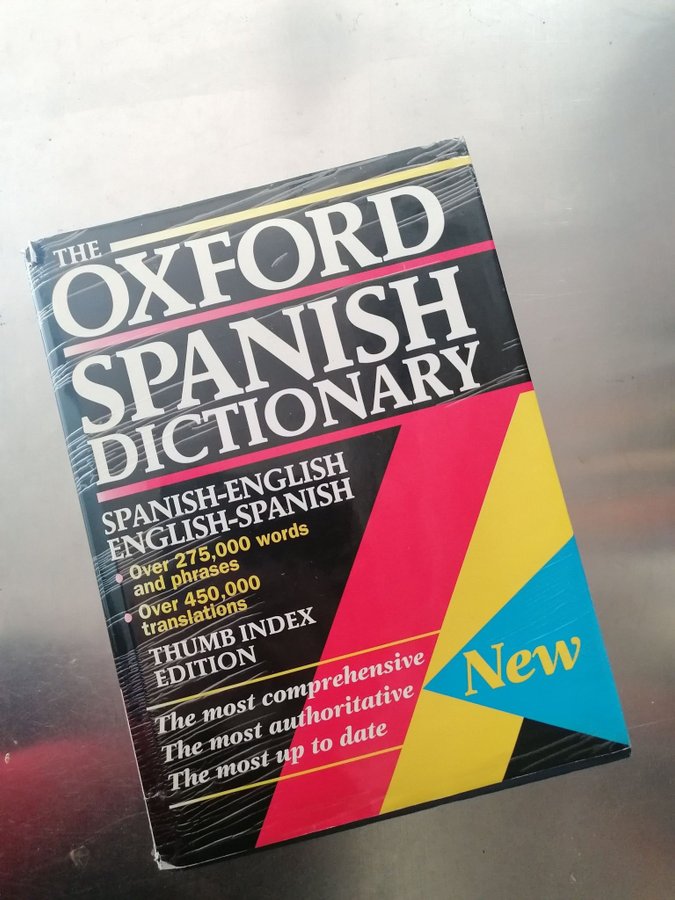 THE
OXFORD
SPANISH
DICTIONARY
SPANISH-ENGLISH
ENGLISH-SPANISH
• Over 275,000 words
and phrases
• Over 450,000
translations
THUMB INDEX
EDITION
The most comprehensive
The most authoritative
The most up to date
New